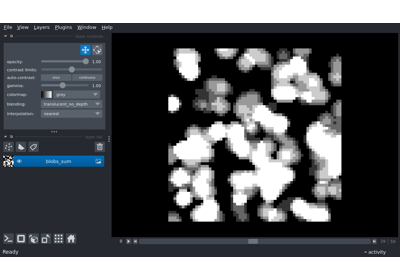 File View Layers Plugins Window Help
opacity: 1.00
contrast limits:
auto-contrast: once continuous
gamma: 1.00
colormap: gray
blending: translucent_no_depth
interpolation: nearest
blobs_sum
Ready
activity